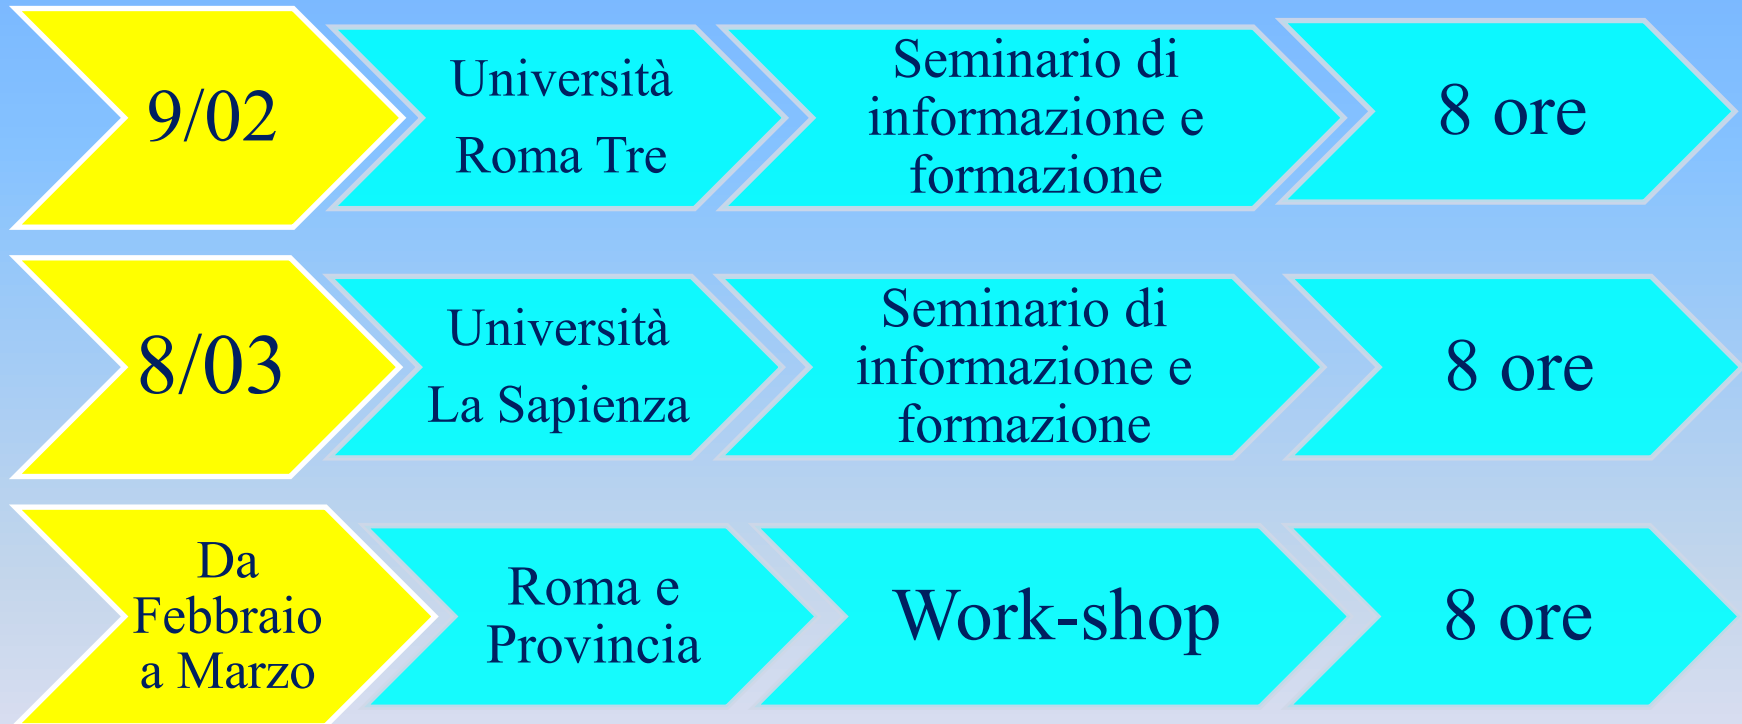 9/02
Università
Roma Tre
Seminario di
informazione e
formazione
8 ore
8/03
Università
La Sapienza
Seminario di
informazione e
formazione
8 ore
Da
Febbraio
a Marzo
Roma e
Provincia
Work-shop
8 ore